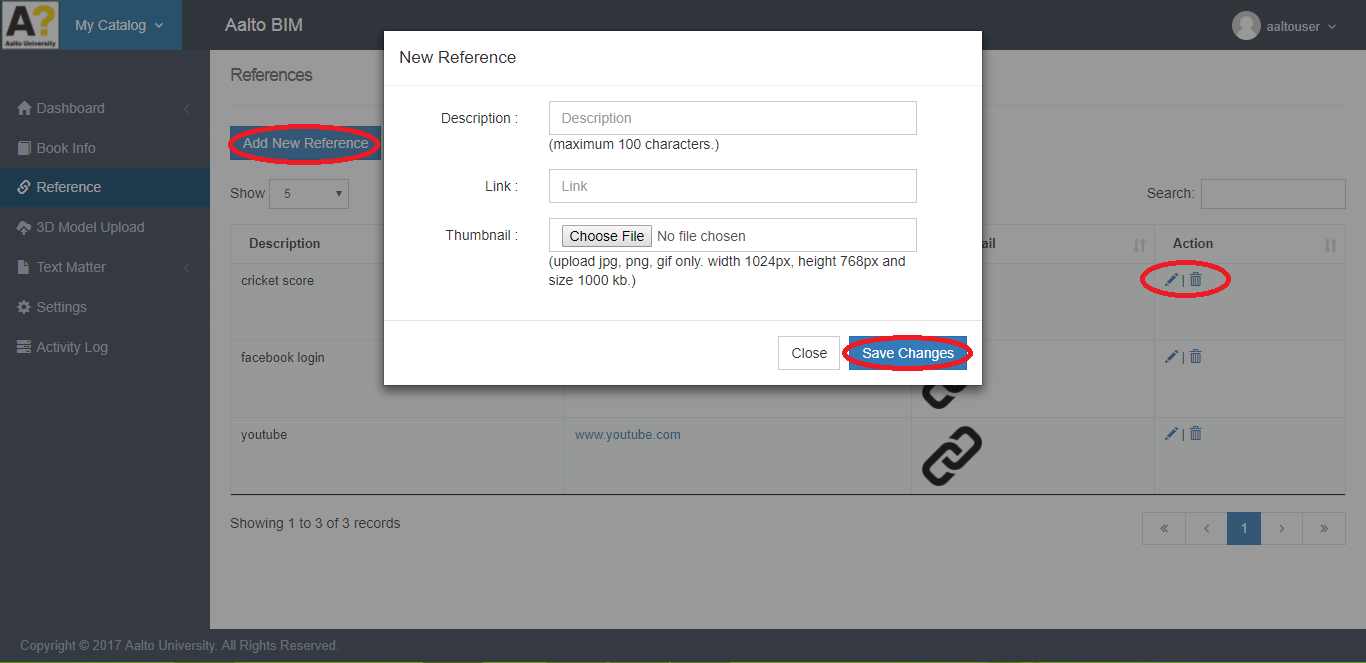 A?
Aalto University
My Catalog
Aalto BIM
aaltouser
Dashboard
Book Info
Reference
3D Model Upload
Text Matter
Settings
Activity Log
References
Add New Reference
Show 5
Search:
Description
ail
Action
cricket score
|
facebook login
|
youtube
www.youtube.com
|
Showing 1 to 3 of 3 records
« ‹ 1 › »
New Reference
Description :
Description
(maximum 100 characters.)
Link :
Link
Thumbnail :
Choose File No file chosen
(upload jpg, png, gif only. width 1024px, height 768px and
size 1000 kb.)
Close
Save Changes
Copyright © 2017 Aalto University. All Rights Reserved.